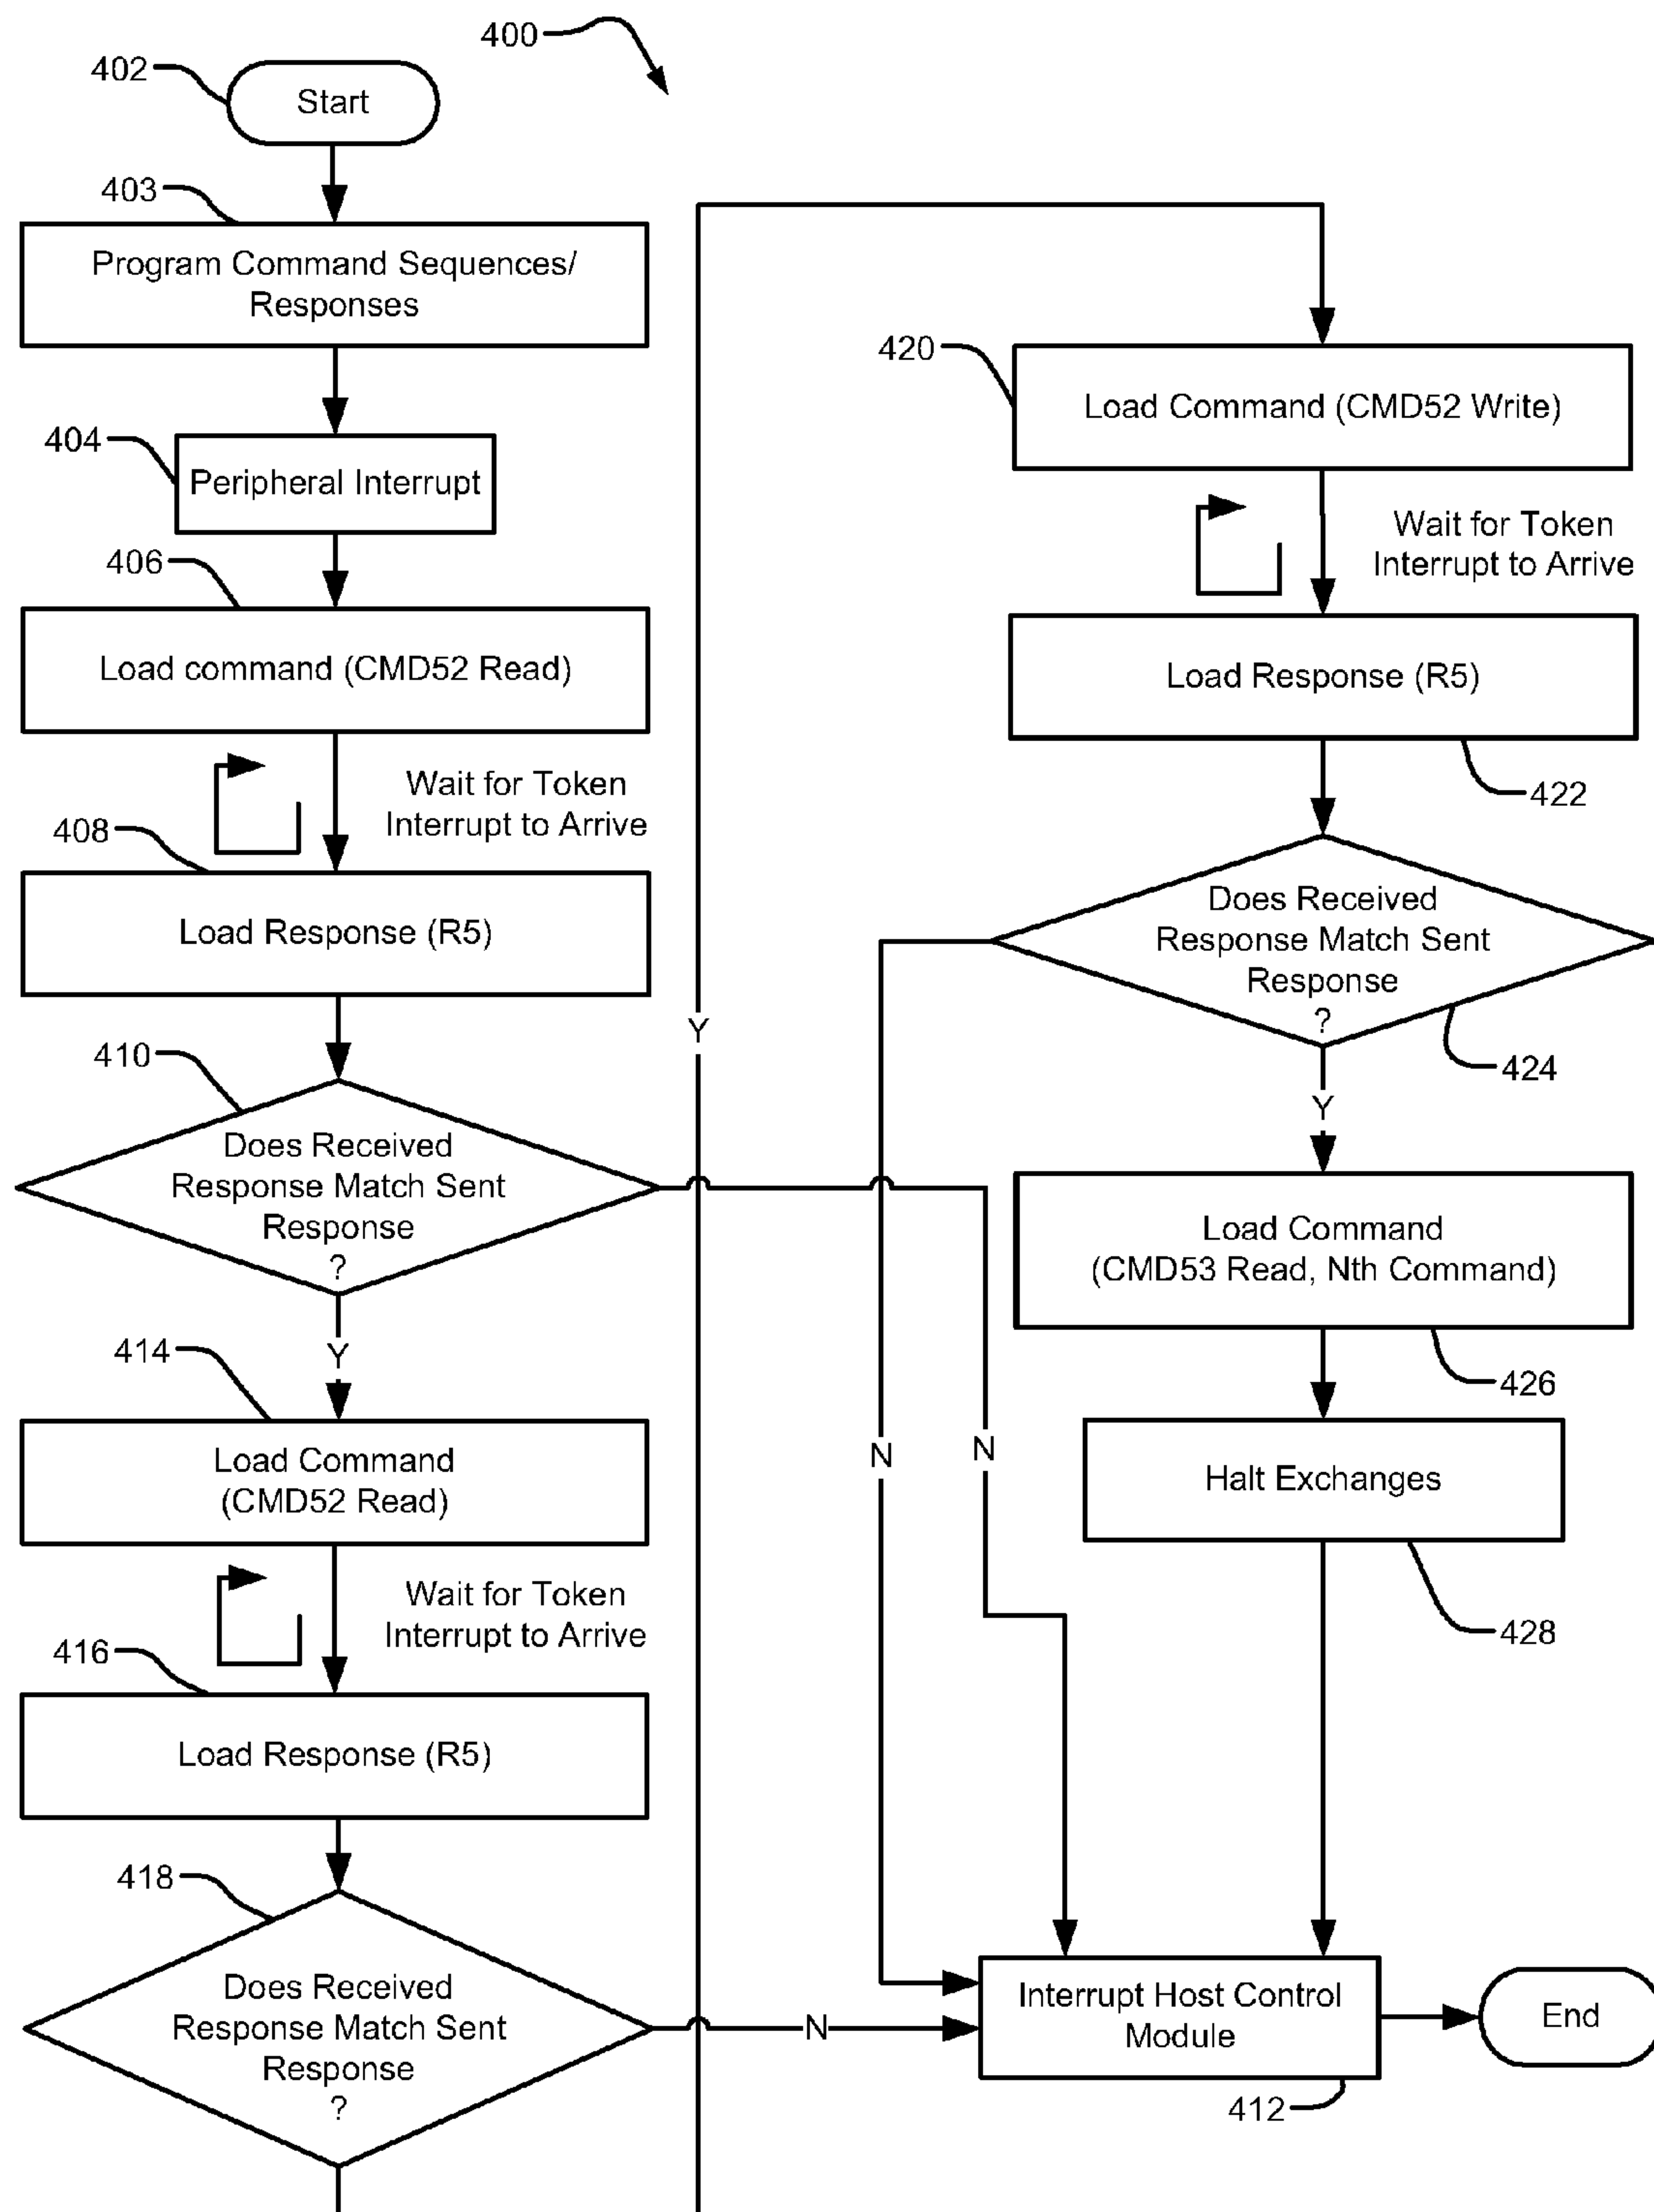 400
402
Start
403
Program Command Sequences/
Responses
404
Peripheral Interrupt
406
Load command (CMD52 Read)
Wait for Token
Interrupt to Arrive
408
Load Response (R5)
410
Does Received
Response Match Sent
Response
?
Y
414
Load Command
(CMD52 Read)
Wait for Token
Interrupt to Arrive
416
Load Response (R5)
418
Does Received
Response Match Sent
Response
?
N
Y
420
Load Command (CMD52 Write)
Wait for Token
Interrupt to Arrive
Load Response (R5)
422
Does Received
Response Match Sent
Response
?
424
Y
Load Command
(CMD53 Read, Nth Command)
426
Halt Exchanges
428
N
N
Interrupt Host Control
Module
412
End